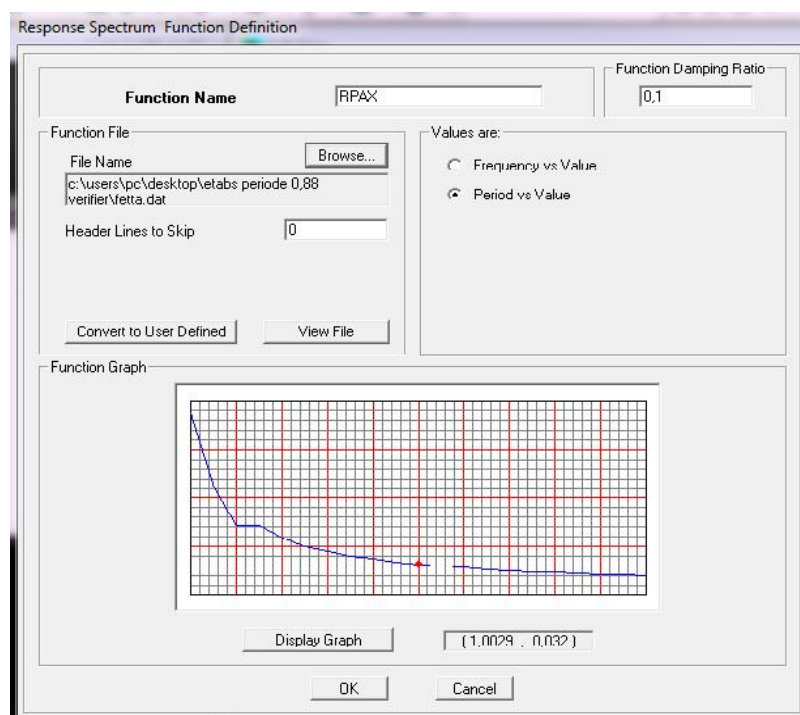 Response Spectrum Function Definition
Function Damping Ratio
Function Name
RPAX
0,1
Function File
Values are:
File Name
Browse...
Frequency vs Value
c:\users\pc\desktop\etabs periode 0,88
verifier\fetta.dat
Period vs Value
Header Lines to Skip
0
Convert to User Defined
View File
Function Graph
Display Graph
( 1,0029 , 0,032 )
OK
Cancel